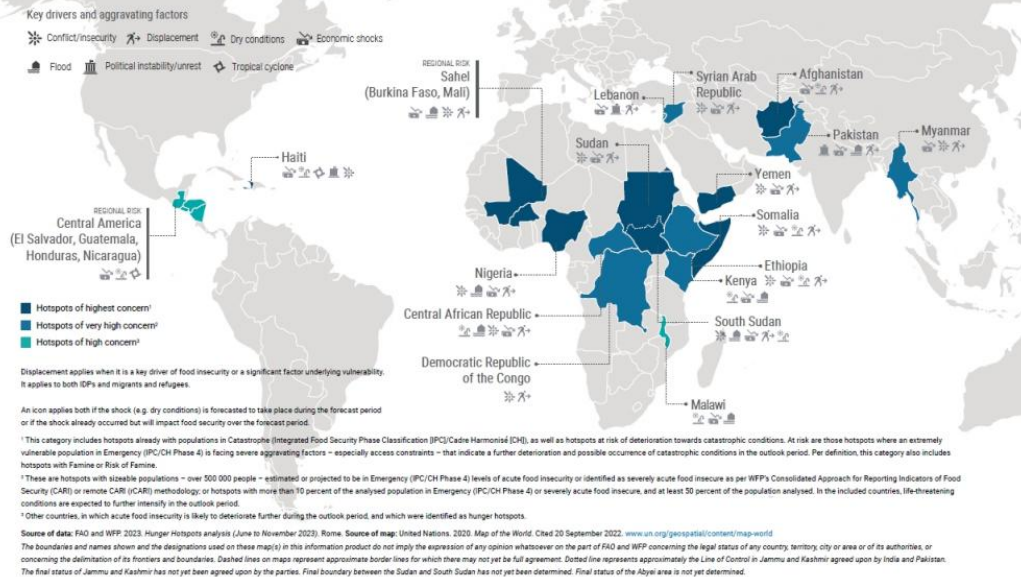 Key drivers and aggravating factors
Conflict/insecurity Displacement Dry conditions Economic shocks
Flood Political instability/unrest Tropical cyclone
REGIONAL RISK
Sahel
(Burkina Faso, Mali)
Lebanon
Syrian Arab
Republic
Afghanistan
Pakistan
Myanmar
Sudan
Haiti
Yemen
Somalia
REGIONAL RISK
Central America
(El Salvador, Guatemala,
Honduras, Nicaragua)
Nigeria
Ethiopia
Kenya
Central African Republic
South Sudan
Democratic Republic
of the Congo
Malawi
Hotspots of highest concern¹
Hotspots of very high concern²
Hotspots of high concern³
Displacement applies when it is a key driver of food insecurity or a significant factor underlying vulnerability.
It applies to both IDPs and migrants and refugees.
An icon applies both if the shock (e.g. dry conditions) is forecasted to take place during the forecast period
or if the shock already occurred but will impact food security over the forecast period.
¹ This category includes hotspots already with populations in Catastrophe (Integrated Food Security Phase Classification [IPC]/Cadre Harmonisé [CH]), as well as hotspots at risk of deterioration towards catastrophic conditions. At risk are those hotspots where an extremely
vulnerable population in Emergency (IPC/CH Phase 4) is facing severe aggravating factors – especially access constraints – that indicate a further deterioration and possible occurrence of catastrophic conditions in the outlook period. Per definition, this category also includes
hotspots with Famine or Risk of Famine.
² These are hotspots with sizeable populations – over 500 000 people – estimated or projected to be in Emergency (IPC/CH Phase 4) levels of acute food insecurity or identified as severely acute food insecure as per WFP's Consolidated Approach for Reporting Indicators of Food
Security (CARI) or remote CARI (rCARI) methodology; or hotspots with more than 10 percent of the analysed population in Emergency (IPC/CH Phase 4) or severely acute food insecure, and at least 50 percent of the population analysed. In the included countries, life-threatening
conditions are expected to further intensify in the outlook period.
³ Other countries, in which acute food insecurity is likely to deteriorate further during the outlook period, and which were identified as hunger hotspots.
Source of data: FAO and WFP. 2023. Hunger Hotspots analysis (June to November 2023). Rome. Source of map: United Nations. 2020. Map of the World. Cited 20 September 2022. www.un.org/geospatial/content/map-world
The boundaries and names shown and the designations used on these map(s) in this information product do not imply the expression of any opinion whatsoever on the part of FAO and WFP concerning the legal status of any country, territory, city or area or of its authorities, or
concerning the delimitation of its frontiers and boundaries. Dashed lines on maps represent approximate border lines for which there may not yet be full agreement. Dotted line represents approximately the Line of Control in Jammu and Kashmir agreed upon by India and Pakistan.
The final status of Jammu and Kashmir has not yet been agreed upon by the parties. Final boundary between the Sudan and South Sudan has not yet been determined. Final status of the Abyei area is not yet determined.